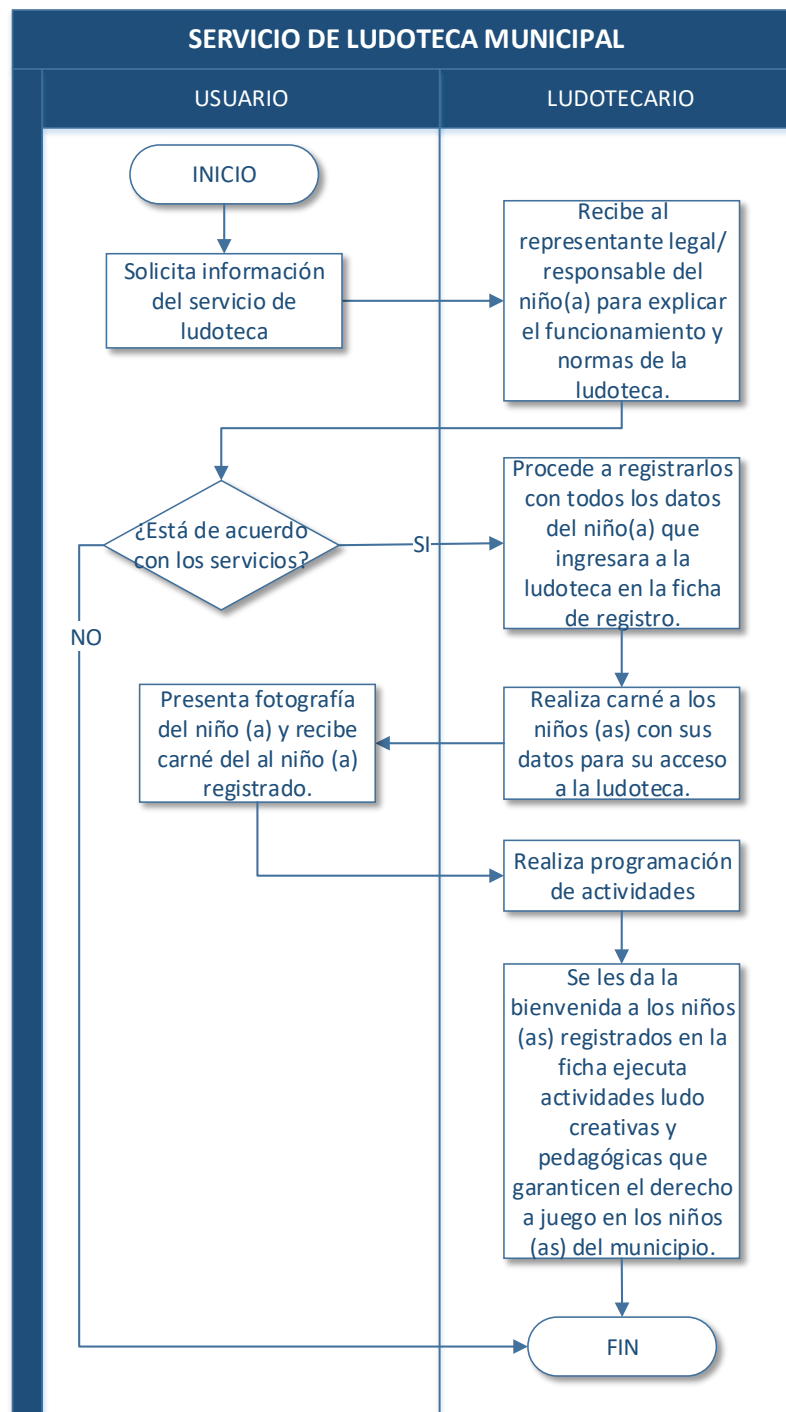 SERVICIO DE LUDOTECA MUNICIPAL
USUARIO
LUDOTECARIO
INICIO
Solicita información
del servicio de
ludoteca
Recibe al
representante legal/
responsable del
niño(a) para explicar
el funcionamiento y
normas de la
ludoteca.
¿Está de acuerdo
con los servicios?
SI
NO
Procede a registrarlos
con todos los datos
del niño(a) que
ingresara a la
ludoteca en la ficha
de registro.
Realiza carné a los
niños (as) con sus
datos para su acceso
a la ludoteca.
Presenta fotografía
del niño (a) y recibe
carné del al niño (a)
registrado.
Realiza programación
de actividades
Se les da la
bienvenida a los niños
(as) registrados en la
ficha ejecuta
actividades ludo
creativas y
pedagógicas que
garanticen el derecho
a juego en los niños
(as) del municipio.
FIN